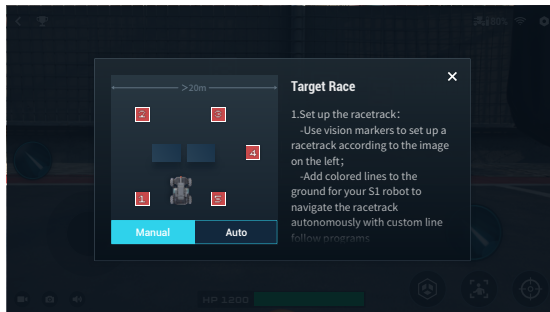 80%
>20m
Target Race
1.Set up the racetrack:
-Use vision markers to set up a
racetrack according to the image
on the left;
-Add colored lines to the
ground for your S1 robot to
navigate the racetrack
autonomously with custom line
follow programs
2
3
4
1
5
Manual
Auto
HP 1200